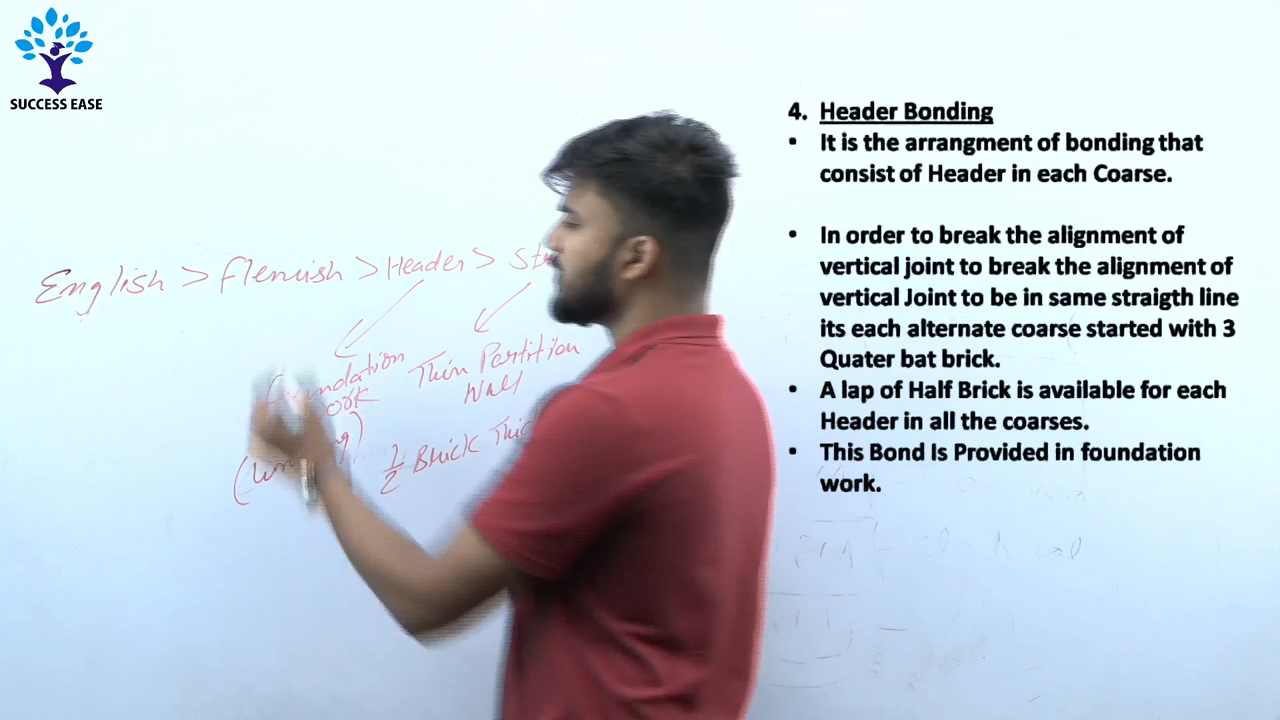 SUCCESS EASE
4. Header Bonding
• It is the arrangment of bonding that
consist of Header in each Coarse.
• In order to break the alignment of
vertical joint to break the alignment of
vertical Joint to be in same straigth line
its each alternate coarse started with 3
Quater bat brick.
• A lap of Half Brick is available for each
Header in all the coarses.
• This Bond Is Provided in foundation
work.
English > flemish > Header >
Thin Partition
Wall
1/2 Brick